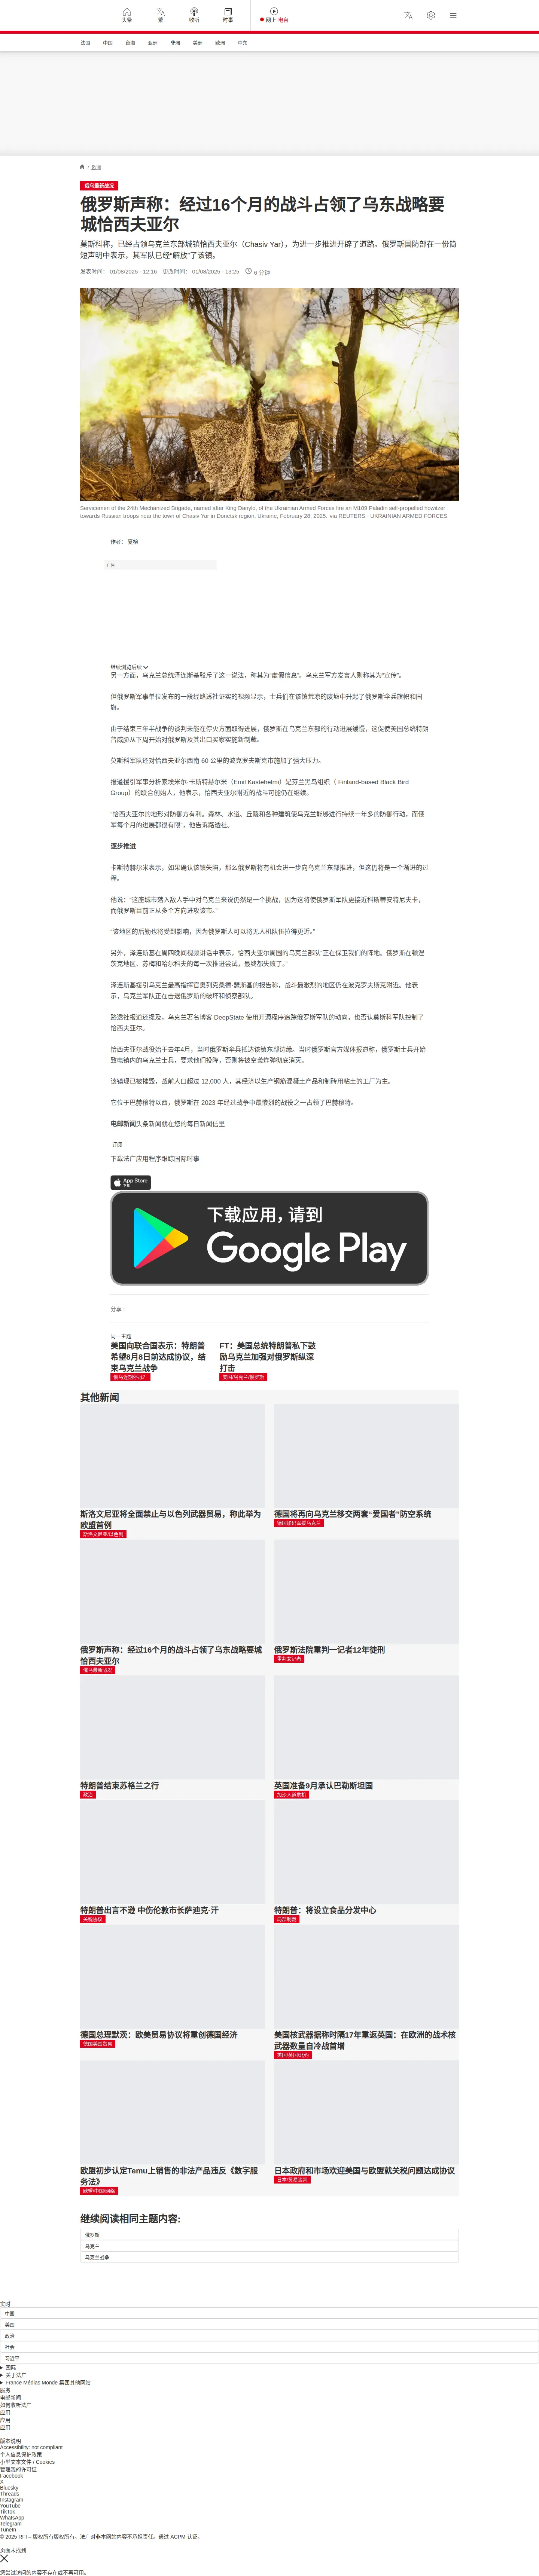 头条
繁
收听
时事
网上 电台
法国
中国
台海
亚洲
非洲
美洲
欧洲
中东
/ 欧洲
俄乌最新战况
俄罗斯声称：经过16个月的战斗占领了乌东战略要
城恰西夫亚尔
莫斯科称，已经占领乌克兰东部城镇恰西夫亚尔（Chasiv Yar），为进一步推进开辟了道路。俄罗斯国防部在一份简
短声明中表示，其军队已经“解放”了该镇。
发表时间： 01/08/2025 - 12:16 更改时间： 01/08/2025 - 13:25 6 分钟
Servicemen of the 24th Mechanized Brigade, named after King Danylo, of the Ukrainian Armed Forces fire an M109 Paladin self-propelled howitzer
towards Russian troops near the town of Chasiv Yar in Donetsk region, Ukraine, February 28, 2025. via REUTERS - UKRAINIAN ARMED FORCES
作者： 夏榕
广告
继续浏览后续
另一方面，乌克兰总统泽连斯基驳斥了这一说法，称其为“虚假信息”。乌克兰军方发言人则称其为“宣传”。
但俄罗斯军事单位发布的一段经路透社证实的视频显示，士兵们在该镇荒凉的废墟中升起了俄罗斯伞兵旗帜和国
旗。
由于结束三年半战争的谈判未能在停火方面取得进展，俄罗斯在乌克兰东部的行动进展缓慢，这促使美国总统特朗
普威胁从下周开始对俄罗斯及其出口买家实施新制裁。
莫斯科军队还对恰西夫亚尔西南 60 公里的波克罗夫斯克市施加了强大压力。
报道援引军事分析家埃米尔·卡斯特赫尔米（Emil Kastehelmi）是芬兰黑鸟组织（ Finland-based Black Bird
Group）的联合创始人，他表示，恰西夫亚尔附近的战斗可能仍在继续。
“恰西夫亚尔的地形对防御方有利。森林、水道、丘陵和各种建筑使乌克兰能够进行持续一年多的防御行动，而俄
军每个月的进展都很有限”，他告诉路透社。
逐步推进
卡斯特赫尔米表示，如果确认该镇失陷，那么俄罗斯将有机会进一步向乌克兰东部推进，但这仍将是一个渐进的过
程。
他说：“这座城市落入敌人手中对乌克兰来说仍然是一个挑战，因为这将使俄罗斯军队更接近科斯蒂安特尼夫卡，
而俄罗斯目前正从多个方向进攻该市。”
“该地区的后勤也将受到影响，因为俄罗斯人可以将无人机队伍拉得更近。”
另外，泽连斯基在周四晚间视频讲话中表示，恰西夫亚尔周围的乌克兰部队“正在保卫我们的阵地。俄罗斯在顿涅
茨克地区、苏梅和哈尔科夫的每一次推进尝试，最终都失败了。”
泽连斯基援引乌克兰最高指挥官奥列克桑德·瑟斯基的报告称，战斗最激烈的地区仍在波克罗夫斯克附近。他表
示，乌克兰军队正在击退俄罗斯的破坏和侦察部队。
路透社报道还提及，乌克兰著名博客 DeepState 使用开源程序追踪俄罗斯军队的动向，也否认莫斯科军队控制了
恰西夫亚尔。
恰西夫亚尔战役始于去年4月，当时俄罗斯伞兵抵达该镇东部边缘。当时俄罗斯官方媒体报道称，俄罗斯士兵开始
致电镇内的乌克兰士兵，要求他们投降，否则将被空袭炸弹彻底消灭。
该镇现已被摧毁，战前人口超过 12,000 人，其经济以生产钢筋混凝土产品和制砖用粘土的工厂为主。
它位于巴赫穆特以西，俄罗斯在 2023 年经过战争中最惨烈的战役之一占领了巴赫穆特。
电邮新闻头条新闻就在您的每日新闻信里
订阅
下载法广应用程序跟踪国际时事
App Store
下载应用，请到
Google Play
分享 :
同一主题
美国向联合国表示：特朗普
希望8月8日前达成协议，结
束乌克兰战争
俄乌近期停战?
FT：美国总统特朗普私下鼓
励乌克兰加强对俄罗斯纵深
打击
美国/乌克兰/俄罗斯
其他新闻
斯洛文尼亚将全面禁止与以色列武器贸易，称此举为
欧盟首例
斯洛文尼亚/以色列
德国将再向乌克兰移交两套“爱国者”防空系统
德国加码军援乌克兰
俄罗斯声称：经过16个月的战斗占领了乌东战略要城
恰西夫亚尔
俄乌最新战况
俄罗斯法院重判一记者12年徒刑
重判女记者
特朗普结束苏格兰之行
政治
英国准备9月承认巴勒斯坦国
加沙人道危机
特朗普出言不逊 中伤伦敦市长萨迪克·汗
关税协议
特朗普：将设立食品分发中心
局部鞋跟
德国总理默茨：欧美贸易协议将重创德国经济
德国美国贸易
美国核武器据称时隔17年重返英国：在欧洲的战术核
武器数量自冷战首增
美国/英国/北约
欧盟初步认定Temu上销售的非法产品违反《数字服
务法》
欧盟/中国/网络
日本政府和市场欢迎美国与欧盟就关税问题达成协议
日本/贸易谈判
继续阅读相同主题内容:
俄罗斯
乌克兰
乌克兰战争
实时
中国
美国
政治
社会
习近平
国际
关于法广
France Médias Monde 集团其他网站
服务
电邮新闻
如何收听法广
应用
应用
应用
版本说明
Accessibility: not compliant
个人信息保护政策
小型文本文件 / Cookies
管理我的许可证
Facebook
X
Bluesky
Threads
Instagram
YouTube
TikTok
WhatsApp
Telegram
TuneIn
© 2025 RFI – 版权所有版权所有。法广对非本网站内容不承担责任。通过 ACPM 认证。
页面未找到
您尝试访问的内容不存在或不再可用。